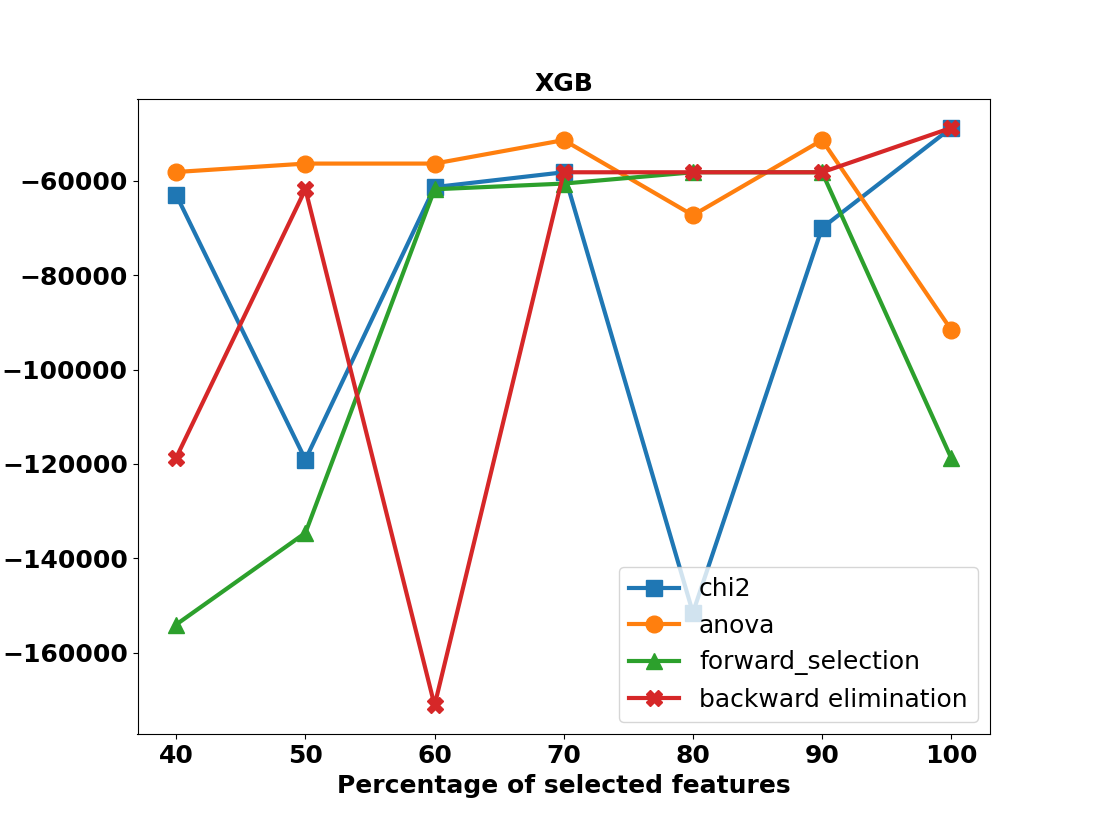 XGB
−60000
−80000
−100000
−120000
−140000
−160000
chi2
anova
forward_selection
backward elimination
40 50 60 70 80 90 100
Percentage of selected features